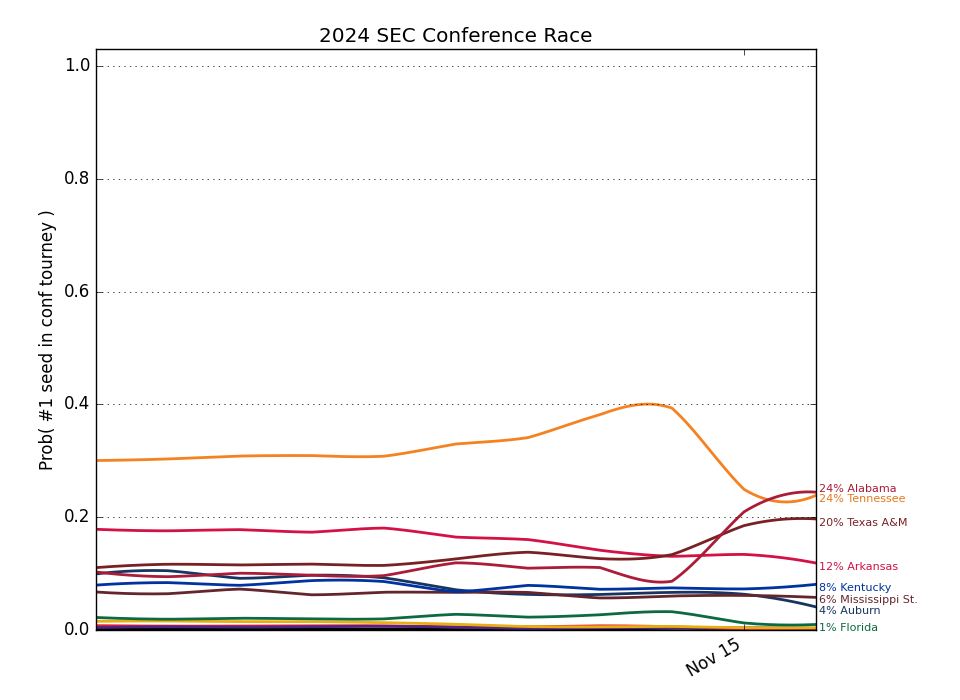 2024 SEC Conference Race
Prob( #1 seed in conf tourney )
1.0
0.8
0.6
0.4
0.2
0.0
24% Alabama
24% Tennessee
20% Texas A&M
12% Arkansas
8% Kentucky
6% Mississippi St.
4% Auburn
1% Florida
Nov 15